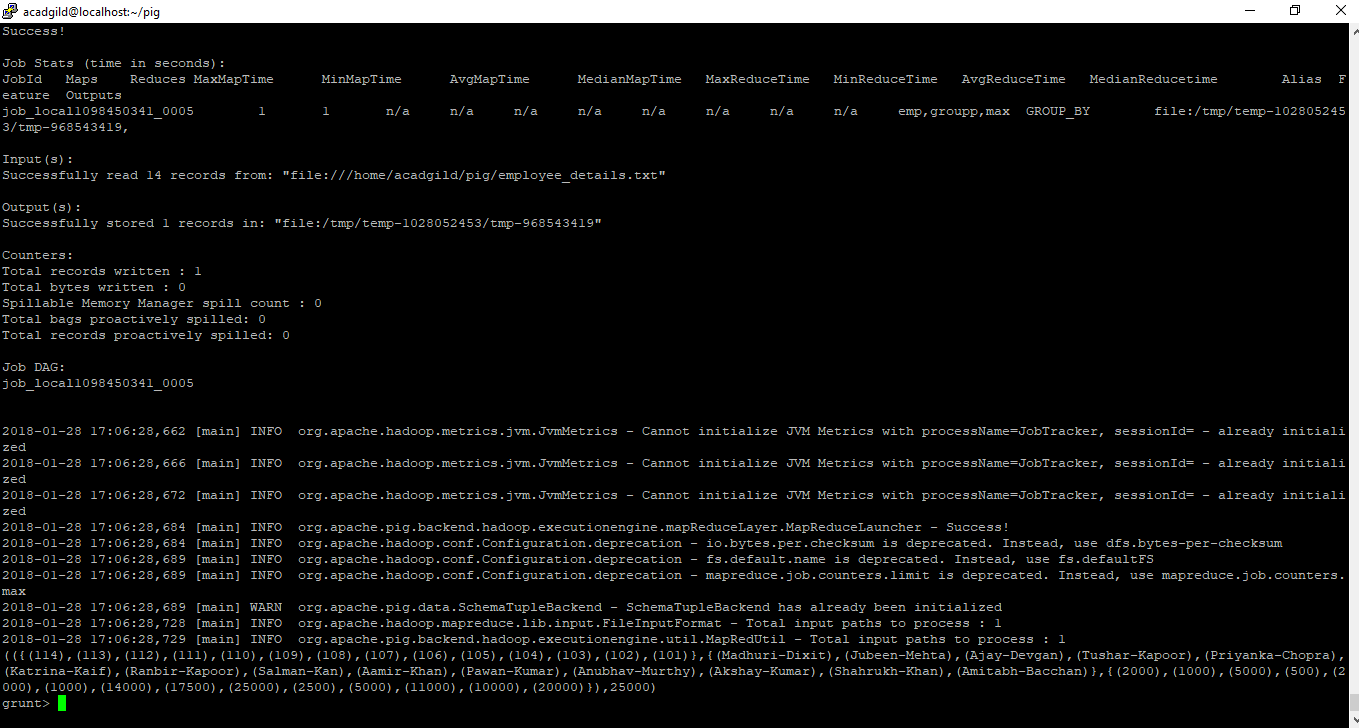 acadgild@localhost:~/pig
Success!
Job Stats (time in seconds):
JobId Maps Reduces MaxMapTime MinMapTime AvgMapTime MedianMapTime MaxReduceTime MinReduceTime AvgReduceTime MedianReducetime Alias F
eature Outputs
job_local1098450341_0005 1 1 n/a n/a n/a n/a n/a n/a n/a n/a emp,groupp,max GROUP_BY file:/tmp/temp-102805245
3/tmp-968543419,
Input(s):
Successfully read 14 records from: "file:///home/acadgild/pig/employee_details.txt"
Output(s):
Successfully stored 1 records in: "file:/tmp/temp-1028052453/tmp-968543419"
Counters:
Total records written : 1
Total bytes written : 0
Spillable Memory Manager spill count : 0
Total bags proactively spilled: 0
Total records proactively spilled: 0
Job DAG:
job_local1098450341_0005
2018-01-28 17:06:28,662 [main] INFO org.apache.hadoop.metrics.jvm.JvmMetrics - Cannot initialize JVM Metrics with processName=JobTracker, sessionId= - already initiali
zed
2018-01-28 17:06:28,666 [main] INFO org.apache.hadoop.metrics.jvm.JvmMetrics - Cannot initialize JVM Metrics with processName=JobTracker, sessionId= - already initiali
zed
2018-01-28 17:06:28,672 [main] INFO org.apache.hadoop.metrics.jvm.JvmMetrics - Cannot initialize JVM Metrics with processName=JobTracker, sessionId= - already initiali
zed
2018-01-28 17:06:28,684 [main] INFO org.apache.pig.backend.hadoop.executionengine.mapReduceLayer.MapReduceLauncher - Success!
2018-01-28 17:06:28,684 [main] INFO org.apache.hadoop.conf.Configuration.deprecation - io.bytes.per.checksum is deprecated. Instead, use dfs.bytes-per-checksum
2018-01-28 17:06:28,689 [main] INFO org.apache.hadoop.conf.Configuration.deprecation - fs.default.name is deprecated. Instead, use fs.defaultFS
2018-01-28 17:06:28,689 [main] INFO org.apache.hadoop.conf.Configuration.deprecation - mapreduce.job.counters.limit is deprecated. Instead, use mapreduce.job.counters.
max
2018-01-28 17:06:28,689 [main] WARN org.apache.pig.data.SchemaTupleBackend - SchemaTupleBackend has already been initialized
2018-01-28 17:06:28,728 [main] INFO org.apache.hadoop.mapreduce.lib.input.FileInputFormat - Total input paths to process : 1
2018-01-28 17:06:28,729 [main] INFO org.apache.pig.backend.hadoop.executionengine.util.MapRedUtil - Total input paths to process : 1
(({(114),(113),(112),(111),(110),(109),(108),(107),(106),(105),(104),(103),(102),(101)},{(Madhuri-Dixit),(Jubeen-Mehta),(Ajay-Devgan),(Tushar-Kapoor),(Priyanka-Chopra),
(Katrina-Kaif),(Ranbir-Kapoor),(Salman-Kan),(Aamir-Khan),(Pawan-Kumar),(Anubhav-Murthy),(Akshay-Kumar),(Shahrukh-Khan),(Amitabh-Bacchan)},{(2000),(1000),(5000),(500),(2
000),(1000),(14000),(17500),(25000),(2500),(5000),(11000),(10000),(20000)}),25000)
grunt>